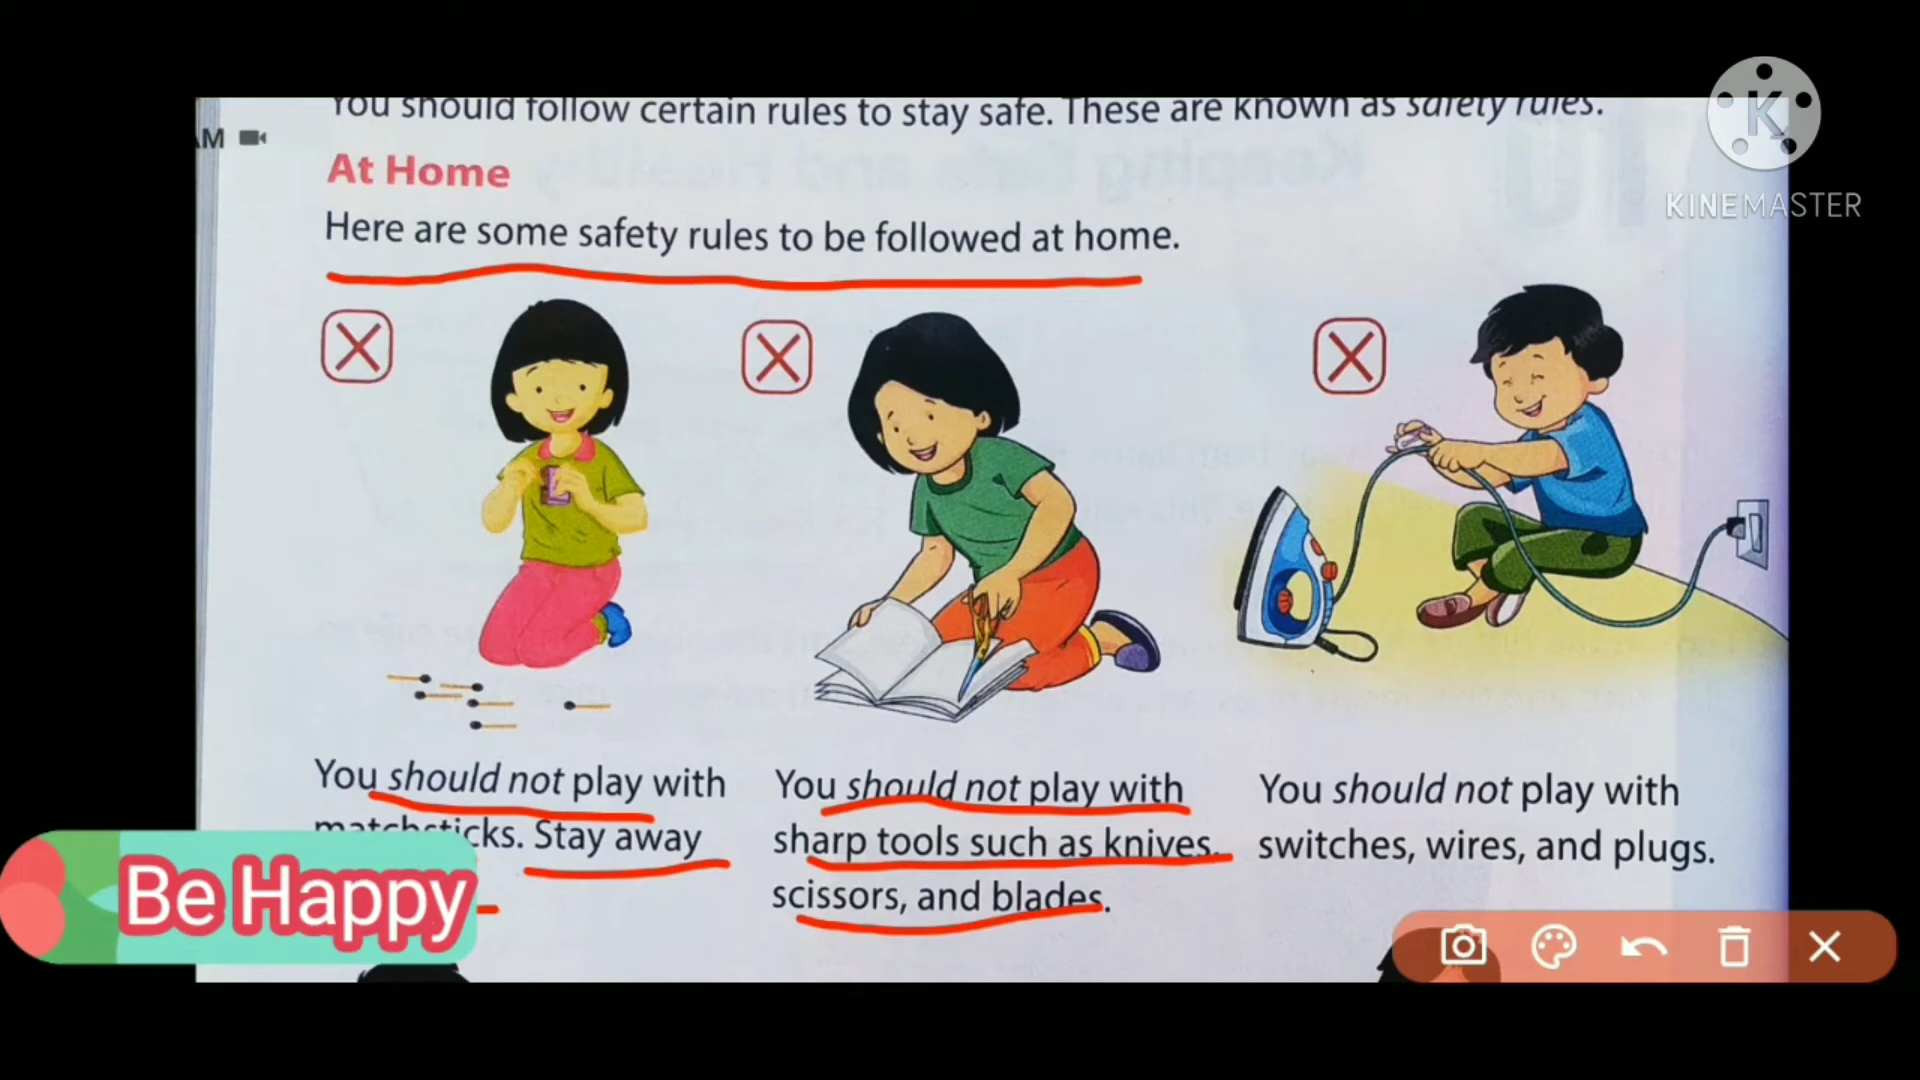 You should follow certain rules to stay safe. These are known as safety rules.
AM
At Home
Here are some safety rules to be followed at home.
You should not play with
matchsticks. Stay away
You should not play with
sharp tools such as knives,
scissors, and blades.
You should not play with
switches, wires, and plugs.
Be Happy
K
KINEMASTER